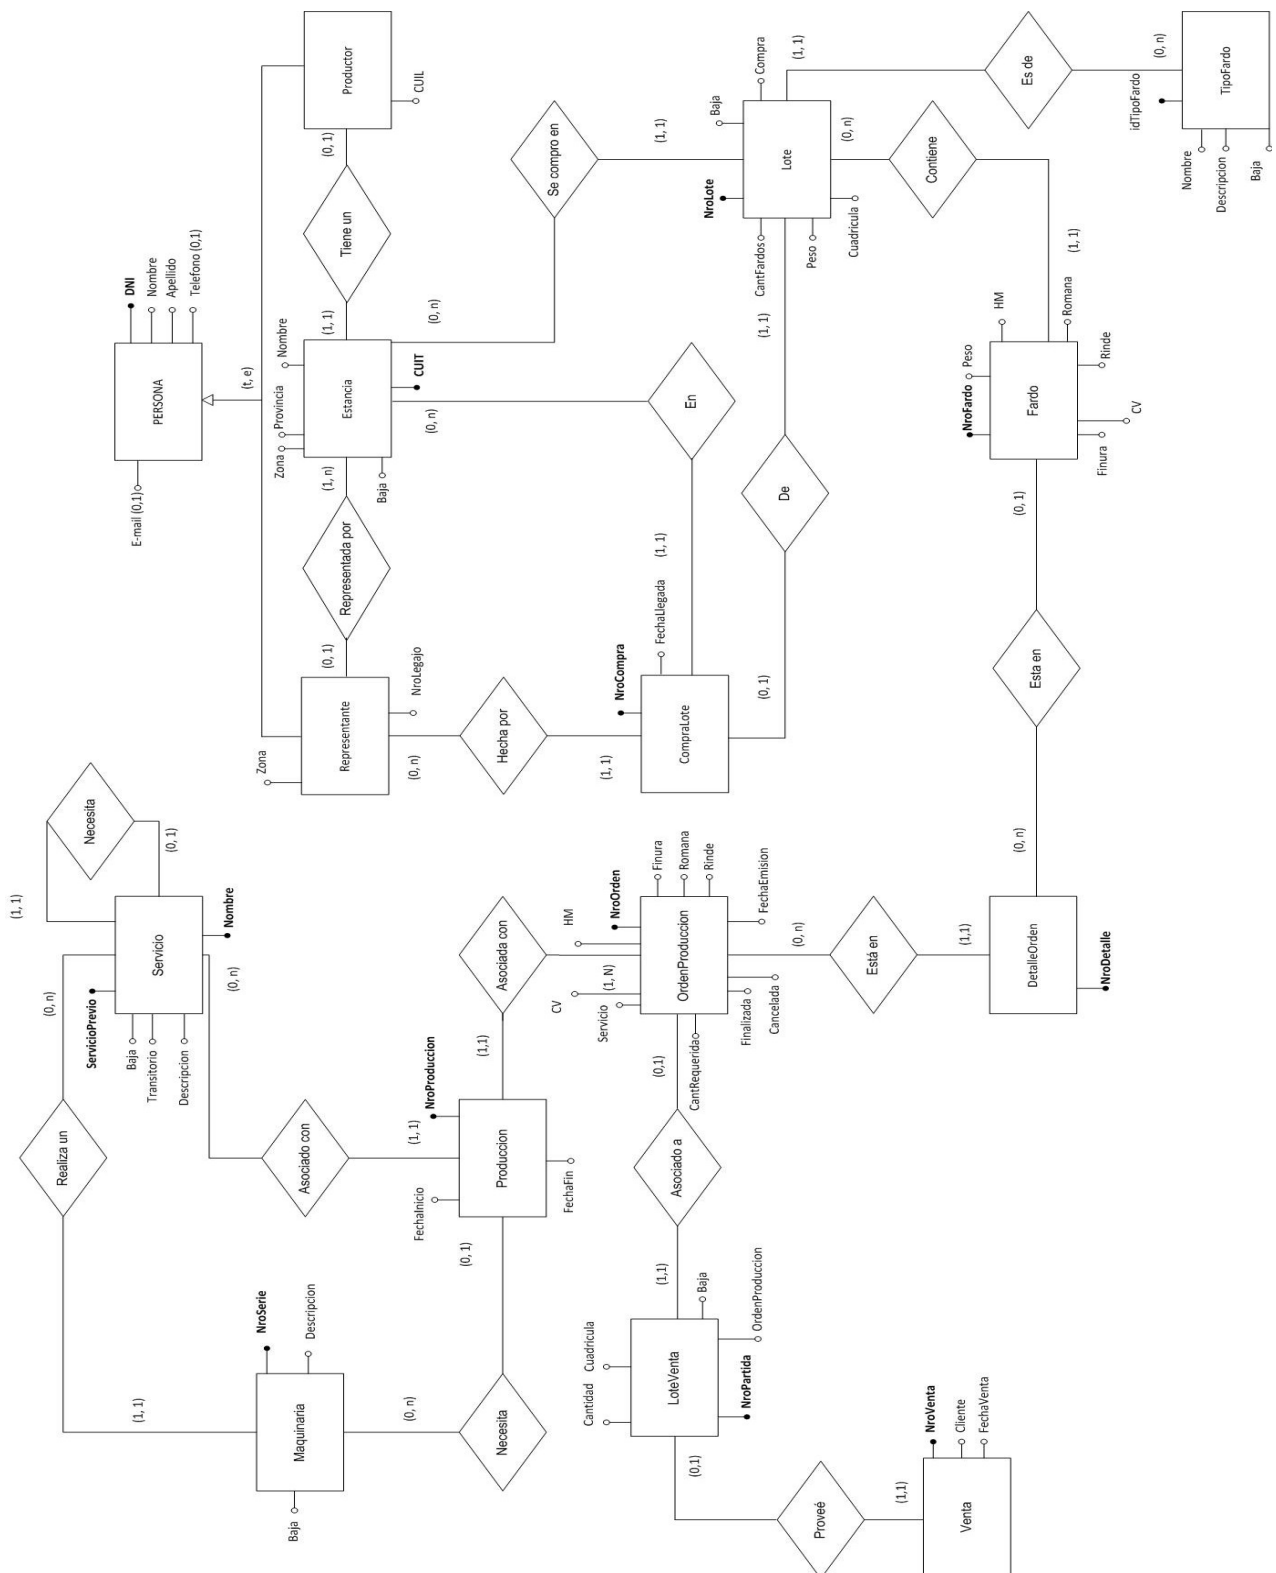 Productor
CUIL
(0, 1)
Tiene un
(1, 1)
PERSONA
DNI
Nombre
Apellido
Telefono (0,1)
E-mail (0,1)
(t, e)
Estancia
Nombre
Provincia
Zona
CUIT
Baja
(0, n)
(0, n)
(1, n)
Representada por
(0, 1)
Representante
Zona
NroLegajo
(0, n)
Hecha por
(1, 1)
CompraLote
NroCompra
FechaLlegada
(1, 1)
En
(0, 1)
De
(1, 1)
Se compro en
(1, 1)
Lote
NroLote
Baja
Compra
CantFardos
Peso
Cuadricula
(1, 1)
Es de
(0, n)
TipoFardo
idTipoFardo
Nombre
Descripcion
Baja
(0, n)
Contiene
(1, 1)
Fardo
NroFardo
Peso
HM
Romana
Rinde
CV
Finura
(0, 1)
Esta en
(0, n)
DetalleOrden
NroDetalle
(1,1)
Está en
(0, n)
OrdenProduccion
NroOrden
HM
CV
Servicio
Finura
Romana
Rinde
FechaEmision
CantRequerida
Finalizada
Cancelada
(1, N)
Asociada con
(1,1)
Produccion
NroProduccion
FechaInicio
FechaFin
(1, 1)
Asociado con
(0, n)
Servicio
Nombre
ServicioPrevio
Baja
Transitorio
Descripcion
Necesita
(0, 1)
(1, 1)
(0, n)
Realiza un
(1, 1)
Maquinaria
NroSerie
Descripcion
Baja
(0, n)
Necesita
(0, 1)
(0,1)
Asociado a
(1,1)
LoteVenta
Cantidad
Cuadricula
Baja
OrdenProduccion
NroPartida
(0,1)
Proveé
(1,1)
Venta
NroVenta
Cliente
FechaVenta